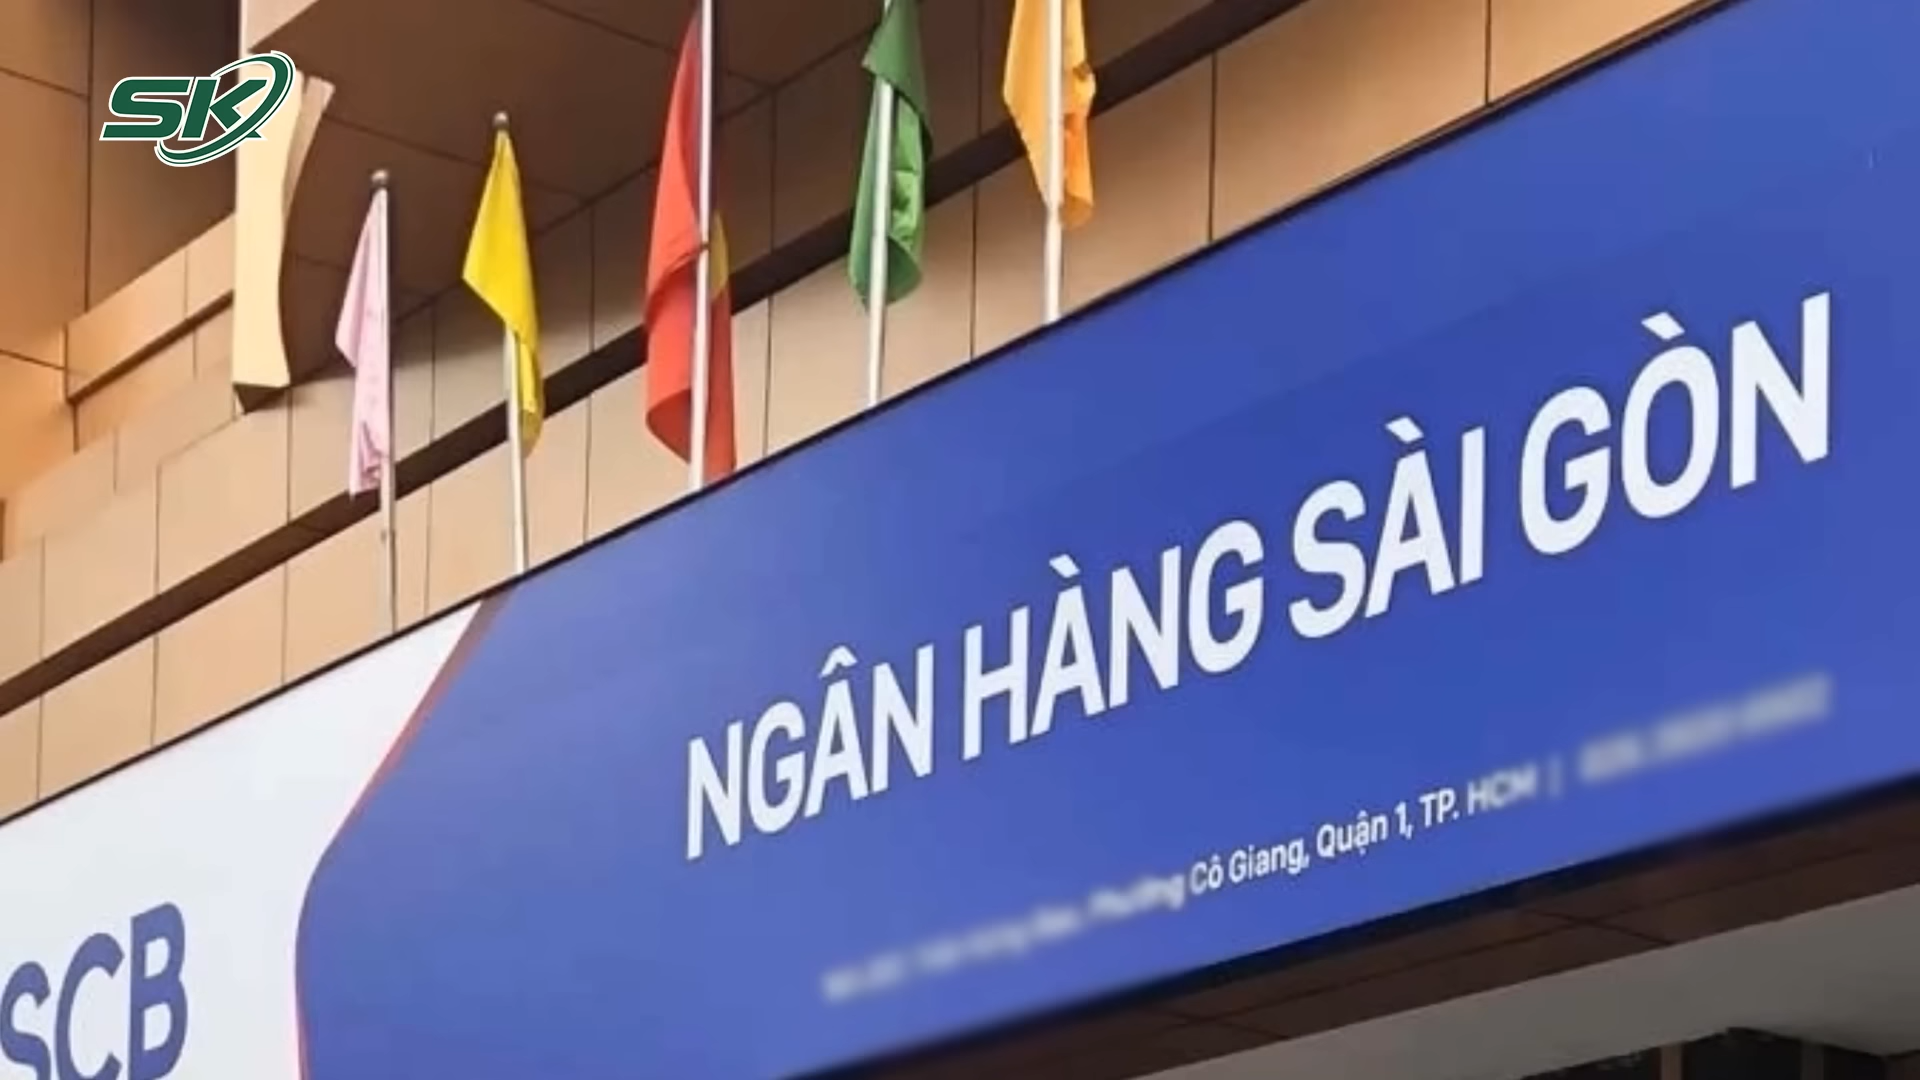 SK
NGÂN HÀNG SÀI GÒN
Phường Cô Giang, Quận 1, TP. HCM |
SCB